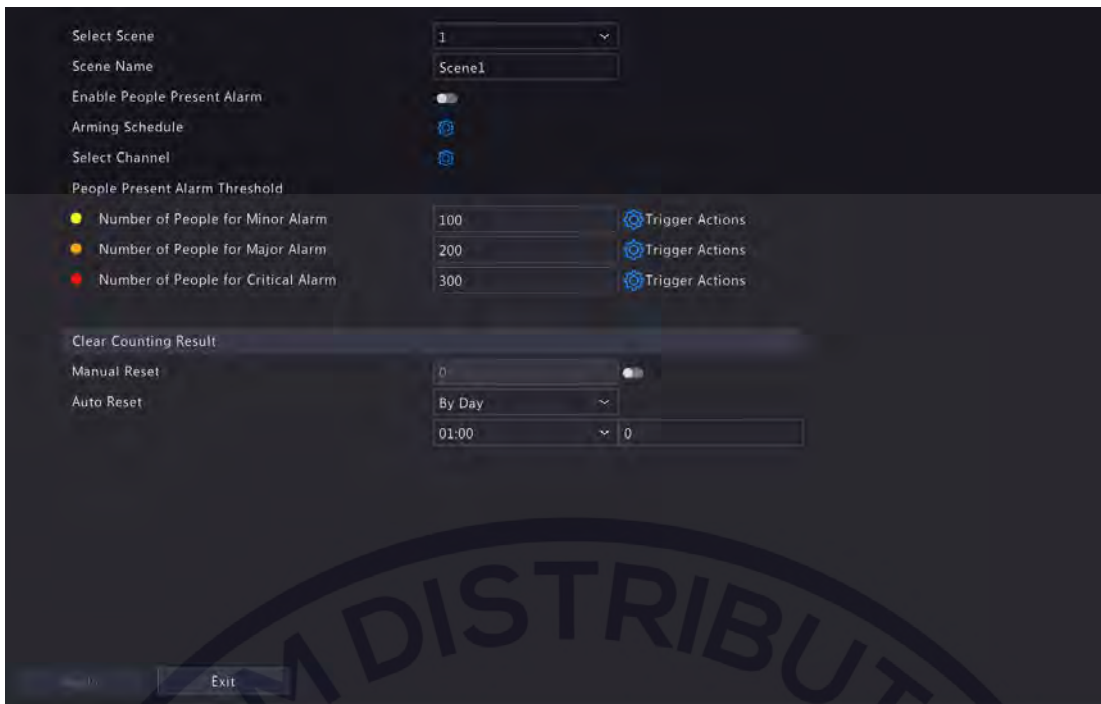 Select Scene 1
Scene Name Scene1
Enable People Present Alarm
Arming Schedule
Select Channel
People Present Alarm Threshold
Number of People for Minor Alarm 100 Trigger Actions
Number of People for Major Alarm 200 Trigger Actions
Number of People for Critical Alarm 300 Trigger Actions
Clear Counting Result
Manual Reset 0
Auto Reset By Day
01:00 0
DISTRIBUT
Exit